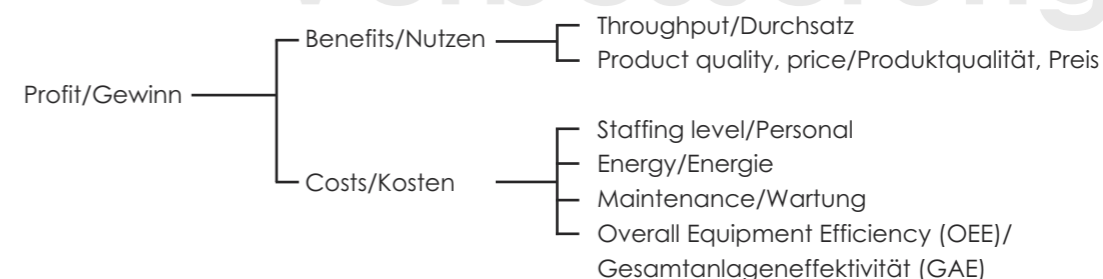 Throughput/Durchsatz
Benefits/Nutzen
Product quality, price/Produktqualität, Preis
Profit/Gewinn
Staffing level/Personal
Energy/Energie
Costs/Kosten
Maintenance/Wartung
Overall Equipment Efficiency (OEE)/
Gesamtanlageneffektivität (GAE)